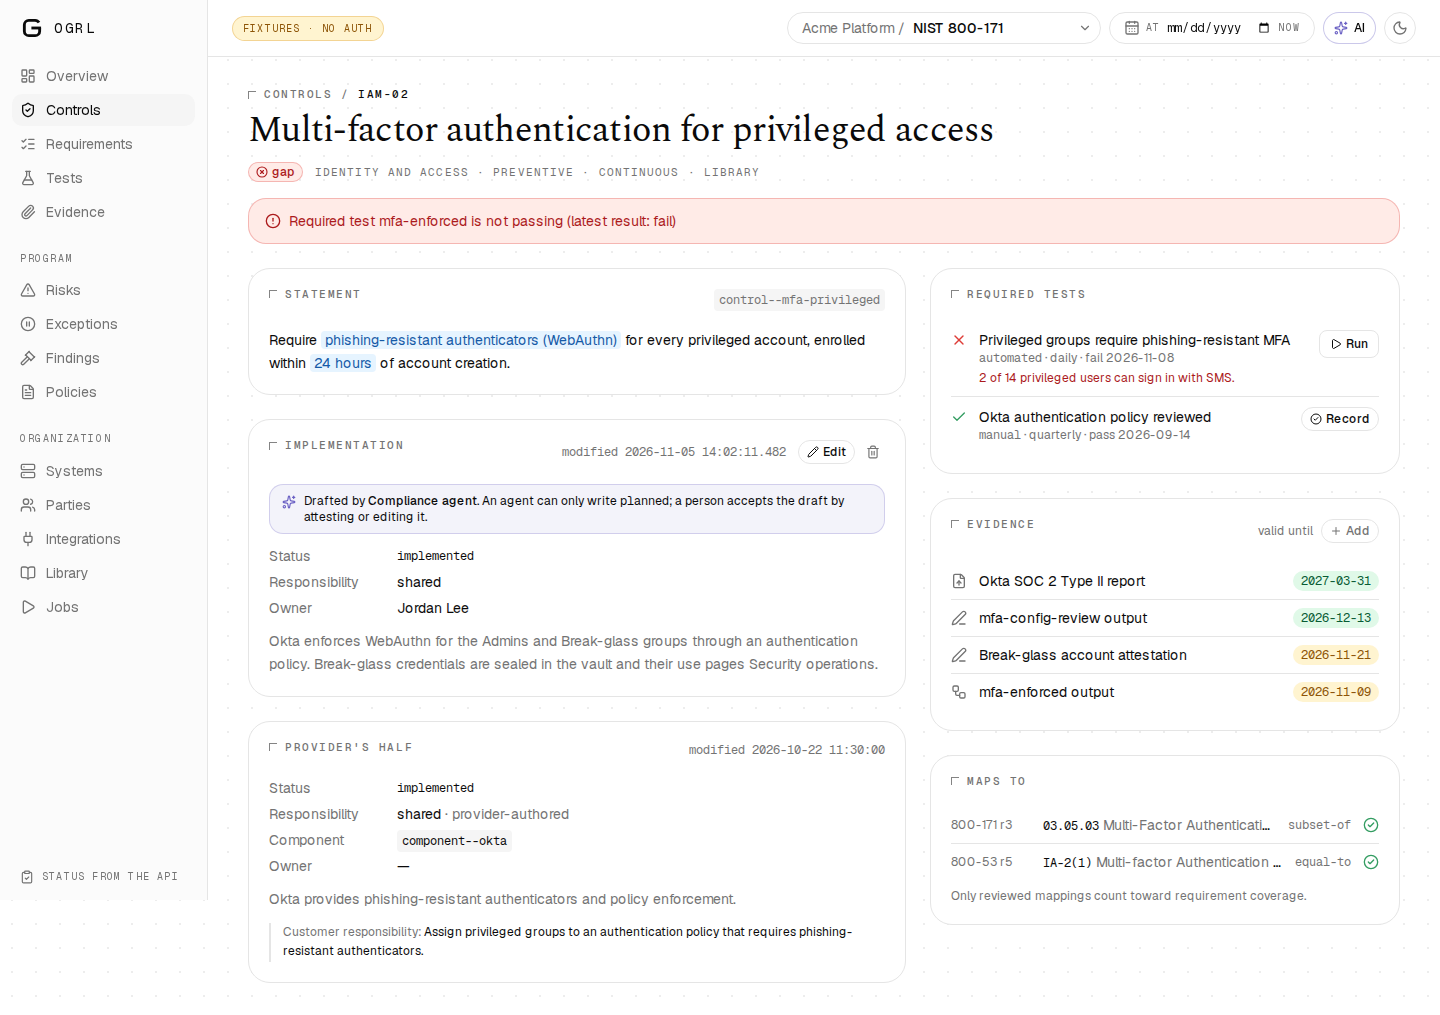 OGRL
FIXTURES · NO AUTH
Acme Platform / NIST 800-171
AT mm/dd/yyyy NOW
AI
Overview
Controls
Requirements
Tests
Evidence
PROGRAM
Risks
Exceptions
Findings
Policies
ORGANIZATION
Systems
Parties
Integrations
Library
Jobs
STATUS FROM THE API
CONTROLS / IAM-02
Multi-factor authentication for privileged access
gap IDENTITY AND ACCESS · PREVENTIVE · CONTINUOUS · LIBRARY
Required test mfa-enforced is not passing (latest result: fail)
STATEMENT
control--mfa-privileged
Require phishing-resistant authenticators (WebAuthn) for every privileged account, enrolled
within 24 hours of account creation.
IMPLEMENTATION
modified 2026-11-05 14:02:11.482 Edit
Drafted by Compliance agent. An agent can only write planned; a person accepts the draft by
attesting or editing it.
Status implemented
Responsibility shared
Owner Jordan Lee
Okta enforces WebAuthn for the Admins and Break-glass groups through an authentication
policy. Break-glass credentials are sealed in the vault and their use pages Security operations.
PROVIDER'S HALF
modified 2026-10-22 11:30:00
Status implemented
Responsibility shared · provider-authored
Component component--okta
Owner —
Okta provides phishing-resistant authenticators and policy enforcement.
Customer responsibility: Assign privileged groups to an authentication policy that requires phishing-
resistant authenticators.
REQUIRED TESTS
Privileged groups require phishing-resistant MFA Run
automated · daily · fail 2026-11-08
2 of 14 privileged users can sign in with SMS.
Okta authentication policy reviewed Record
manual · quarterly · pass 2026-09-14
EVIDENCE
valid until + Add
Okta SOC 2 Type II report 2027-03-31
mfa-config-review output 2026-12-13
Break-glass account attestation 2026-11-21
mfa-enforced output 2026-11-09
MAPS TO
800-171 r3 03.05.03 Multi-Factor Authenticati… subset-of
800-53 r5 IA-2(1) Multi-factor Authentication … equal-to
Only reviewed mappings count toward requirement coverage.